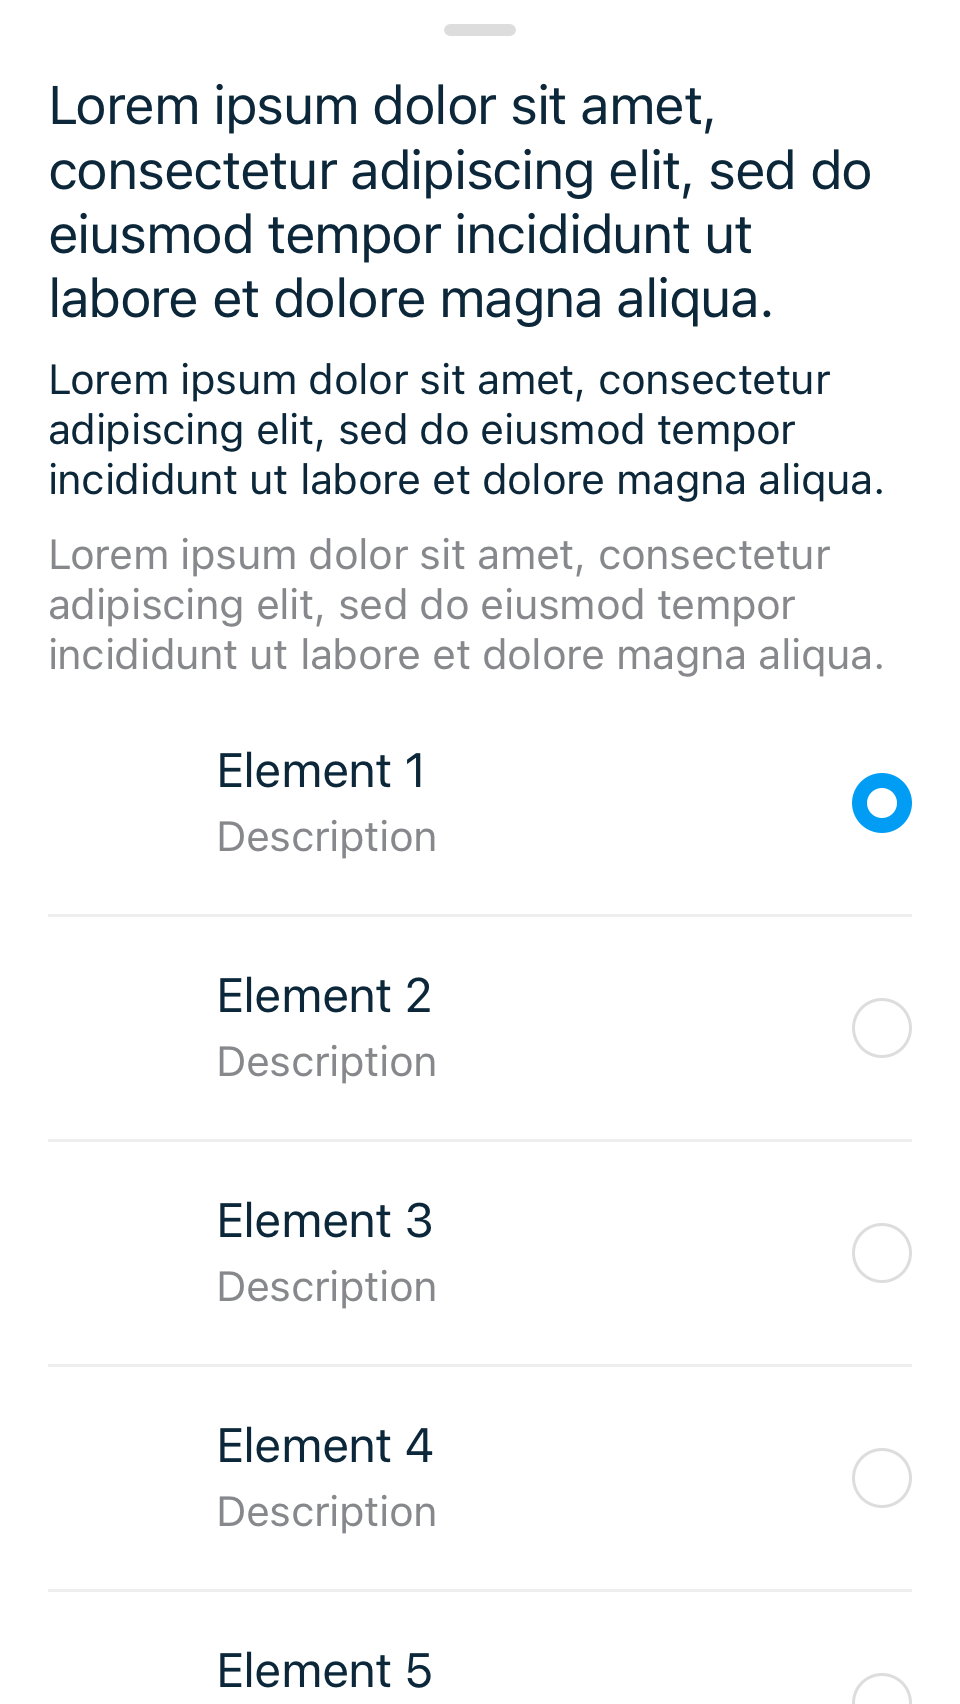 Lorem ipsum dolor sit amet,
consectetur adipiscing elit, sed do
eiusmod tempor incididunt ut
labore et dolore magna aliqua.
Lorem ipsum dolor sit amet, consectetur
adipiscing elit, sed do eiusmod tempor
incididunt ut labore et dolore magna aliqua.
Lorem ipsum dolor sit amet, consectetur
adipiscing elit, sed do eiusmod tempor
incididunt ut labore et dolore magna aliqua.
Element 1
Description
Element 2
Description
Element 3
Description
Element 4
Description
Element 5